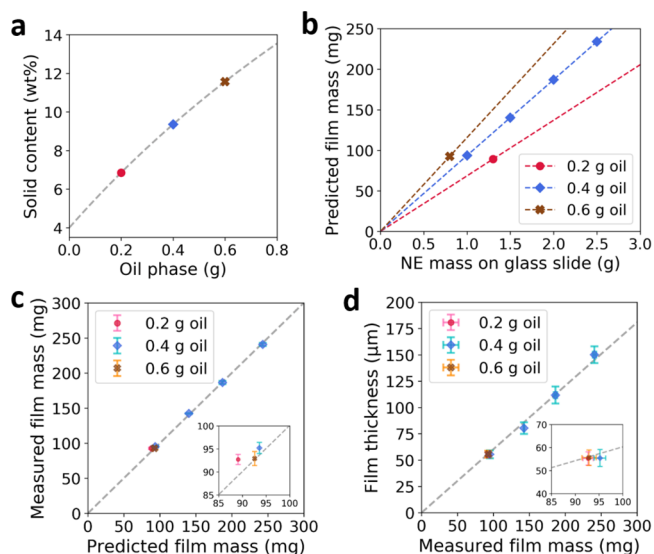 a
Solid content (wt%)
14
12
10
8
6
4
0.0 0.2 0.4 0.6 0.8
Oil phase (g)
b
Predicted film mass (mg)
250
200
150
100
50
0
0.0 0.5 1.0 1.5 2.0 2.5 3.0
NE mass on glass slide (g)
0.2 g oil
0.4 g oil
0.6 g oil
c
Measured film mass (mg)
300
250
200
150
100
50
0
0 50 100 150 200 250 300
Predicted film mass (mg)
0.2 g oil
0.4 g oil
0.6 g oil
100
95
90
85
85 90 95 100
d
Film thickness (μm)
200
175
150
125
100
75
50
25
0
0 50 100 150 200 250 300
Measured film mass (mg)
0.2 g oil
0.4 g oil
0.6 g oil
70
60
50
40
80 90 100